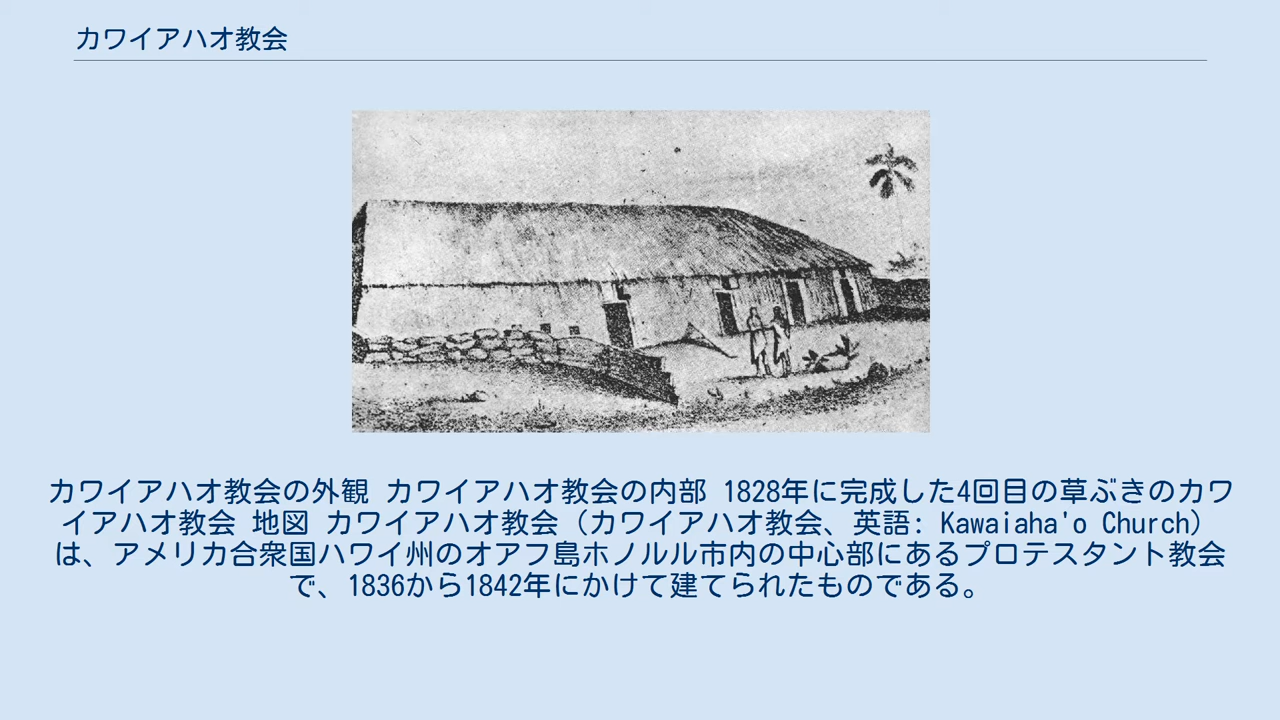 カワイアハオ教会
カワイアハオ教会の外観 カワイアハオ教会の内部 1828年に完成した4回目の草ぶきのカワ
イアハオ教会 地図 カワイアハオ教会（カワイアハオ教会、英語: Kawaiaha'o Church）
は、アメリカ合衆国ハワイ州のオアフ島ホノルル市内の中心部にあるプロテスタント教会
で、1836から1842年にかけて建てられたものである。